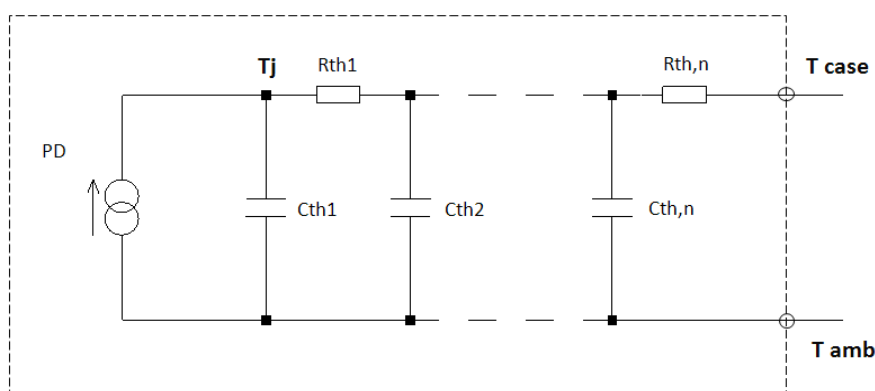 Tj
Rth1
Rth,n
T case
PD
Cth1
Cth2
Cth,n
T amb